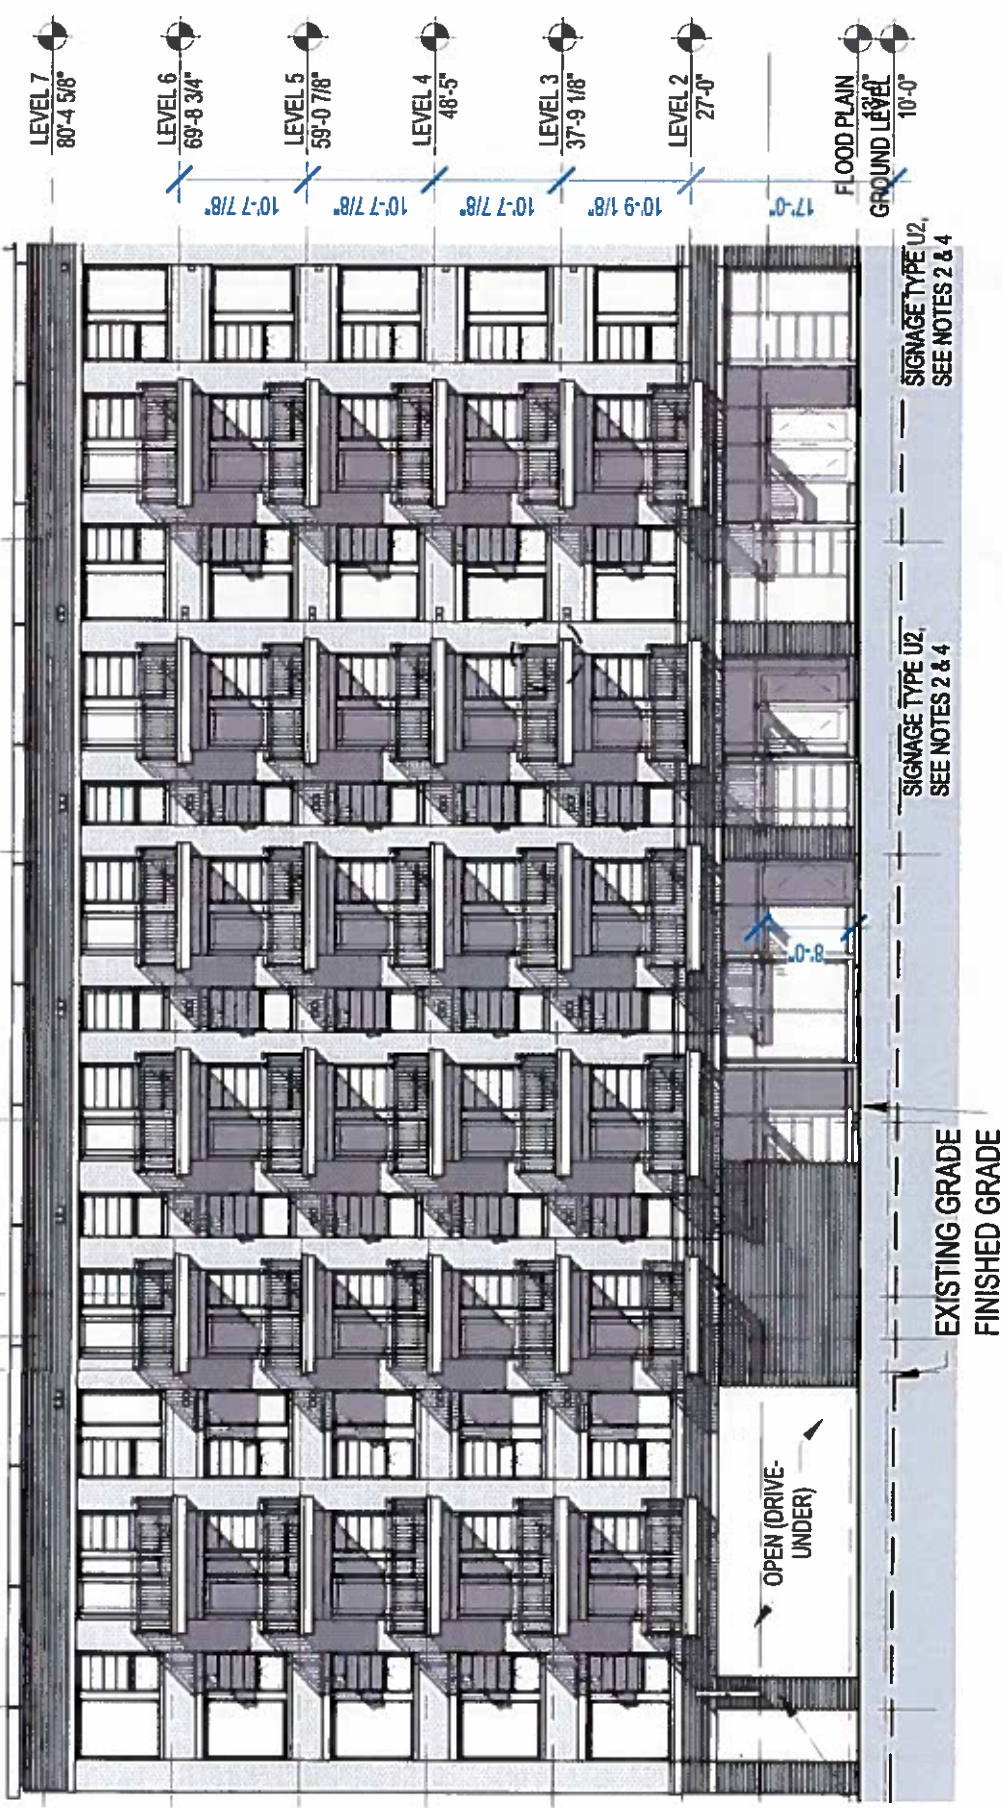 LEVEL 7
80'-4 5/8"
LEVEL 6
69'-8 3/4"
LEVEL 5
59'-0 7/8"
LEVEL 4
48'-5"
LEVEL 3
37'-9 1/8"
LEVEL 2
27'-0"
FLOOD PLAIN
13'-0"
GROUND LEVEL
10'-0"
10'-7 7/8"
10'-7 7/8"
10'-7 7/8"
10'-9 1/8"
17'-0"
8'-0"
SIGNAGE TYPE U2,
SEE NOTES 2 & 4
SIGNAGE TYPE U2,
SEE NOTES 2 & 4
OPEN (DRIVE-
UNDER)
EXISTING GRADE
FINISHED GRADE